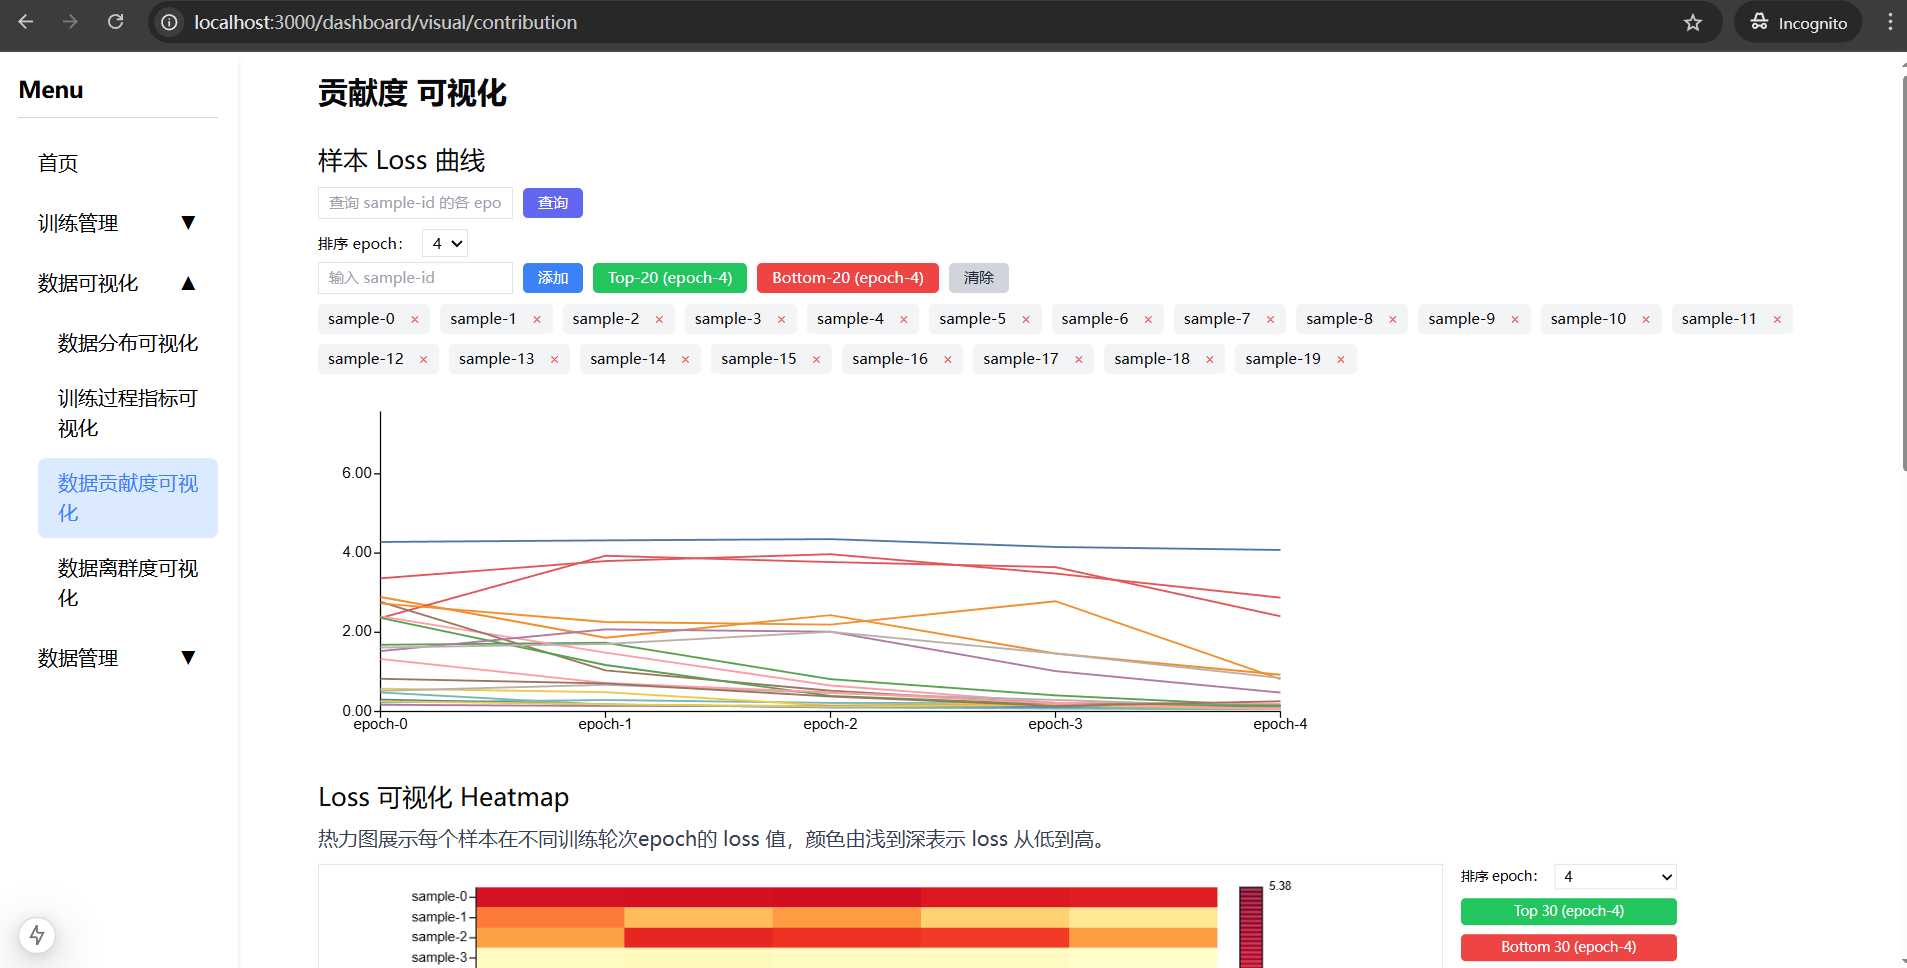 localhost:3000/dashboard/visual/contribution
Incognito
Menu
首页
训练管理 ▼
数据可视化 ▲
数据分布可视化
训练过程指标可
视化
数据贡献度可视
化
数据离群度可视
化
数据管理 ▼
贡献度 可视化
样本 Loss 曲线
查询 sample-id 的各 epo 查询
排序 epoch： 4
输入 sample-id 添加 Top-20 (epoch-4) Bottom-20 (epoch-4) 清除
sample-0 × sample-1 × sample-2 × sample-3 × sample-4 × sample-5 × sample-6 × sample-7 × sample-8 × sample-9 × sample-10 × sample-11 ×
sample-12 × sample-13 × sample-14 × sample-15 × sample-16 × sample-17 × sample-18 × sample-19 ×
6.00
4.00
2.00
0.00
epoch-0 epoch-1 epoch-2 epoch-3 epoch-4
Loss 可视化 Heatmap
热力图展示每个样本在不同训练轮次epoch的 loss 值，颜色由浅到深表示 loss 从低到高。
sample-0
sample-1
sample-2
sample-3
5.38
排序 epoch： 4
Top 30 (epoch-4)
Bottom 30 (epoch-4)